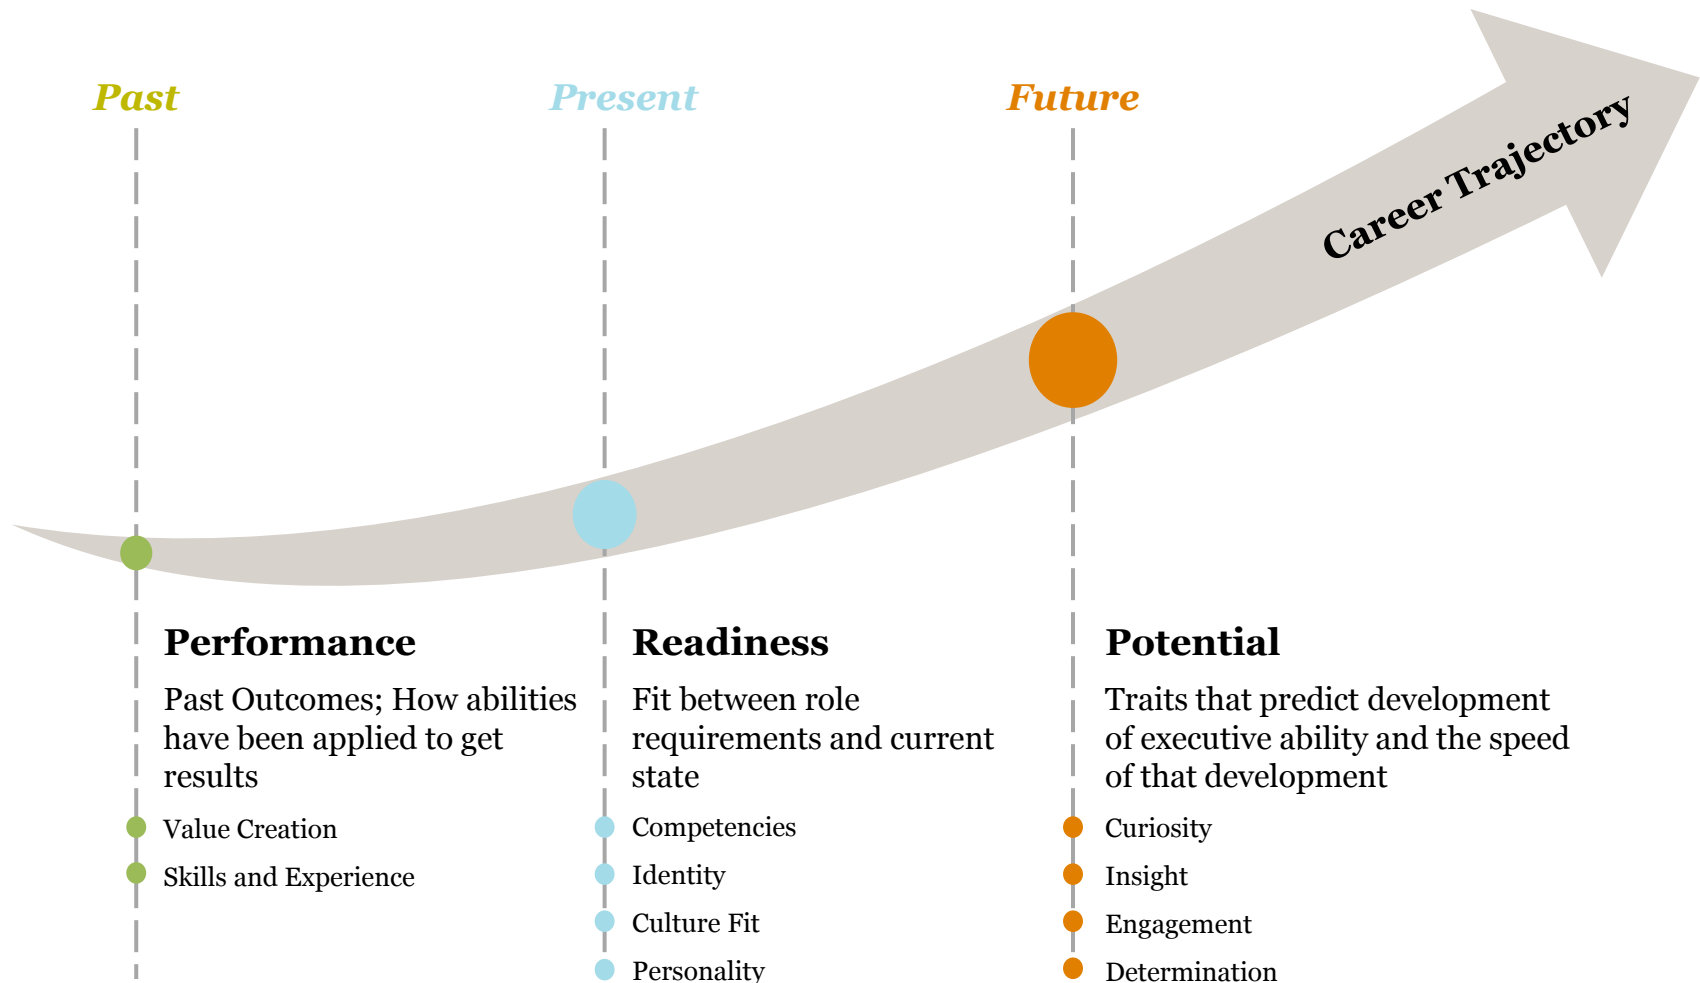 Past
Present
Future
Career Trajectory
Performance
Past Outcomes; How abilities
have been applied to get
results
Value Creation
Skills and Experience
Readiness
Fit between role
requirements and current
state
Competencies
Identity
Culture Fit
Personality
Potential
Traits that predict development
of executive ability and the speed
of that development
Curiosity
Insight
Engagement
Determination